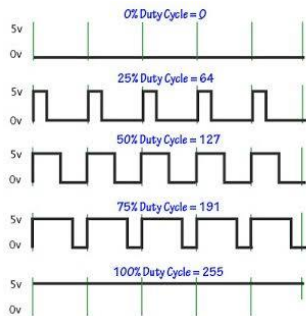 0% Duty Cycle = 0
5v
0v
25% Duty Cycle = 64
5v
0v
50% Duty Cycle = 127
5v
0v
75% Duty Cycle = 191
5v
0v
100% Duty Cycle = 255
5v
0v